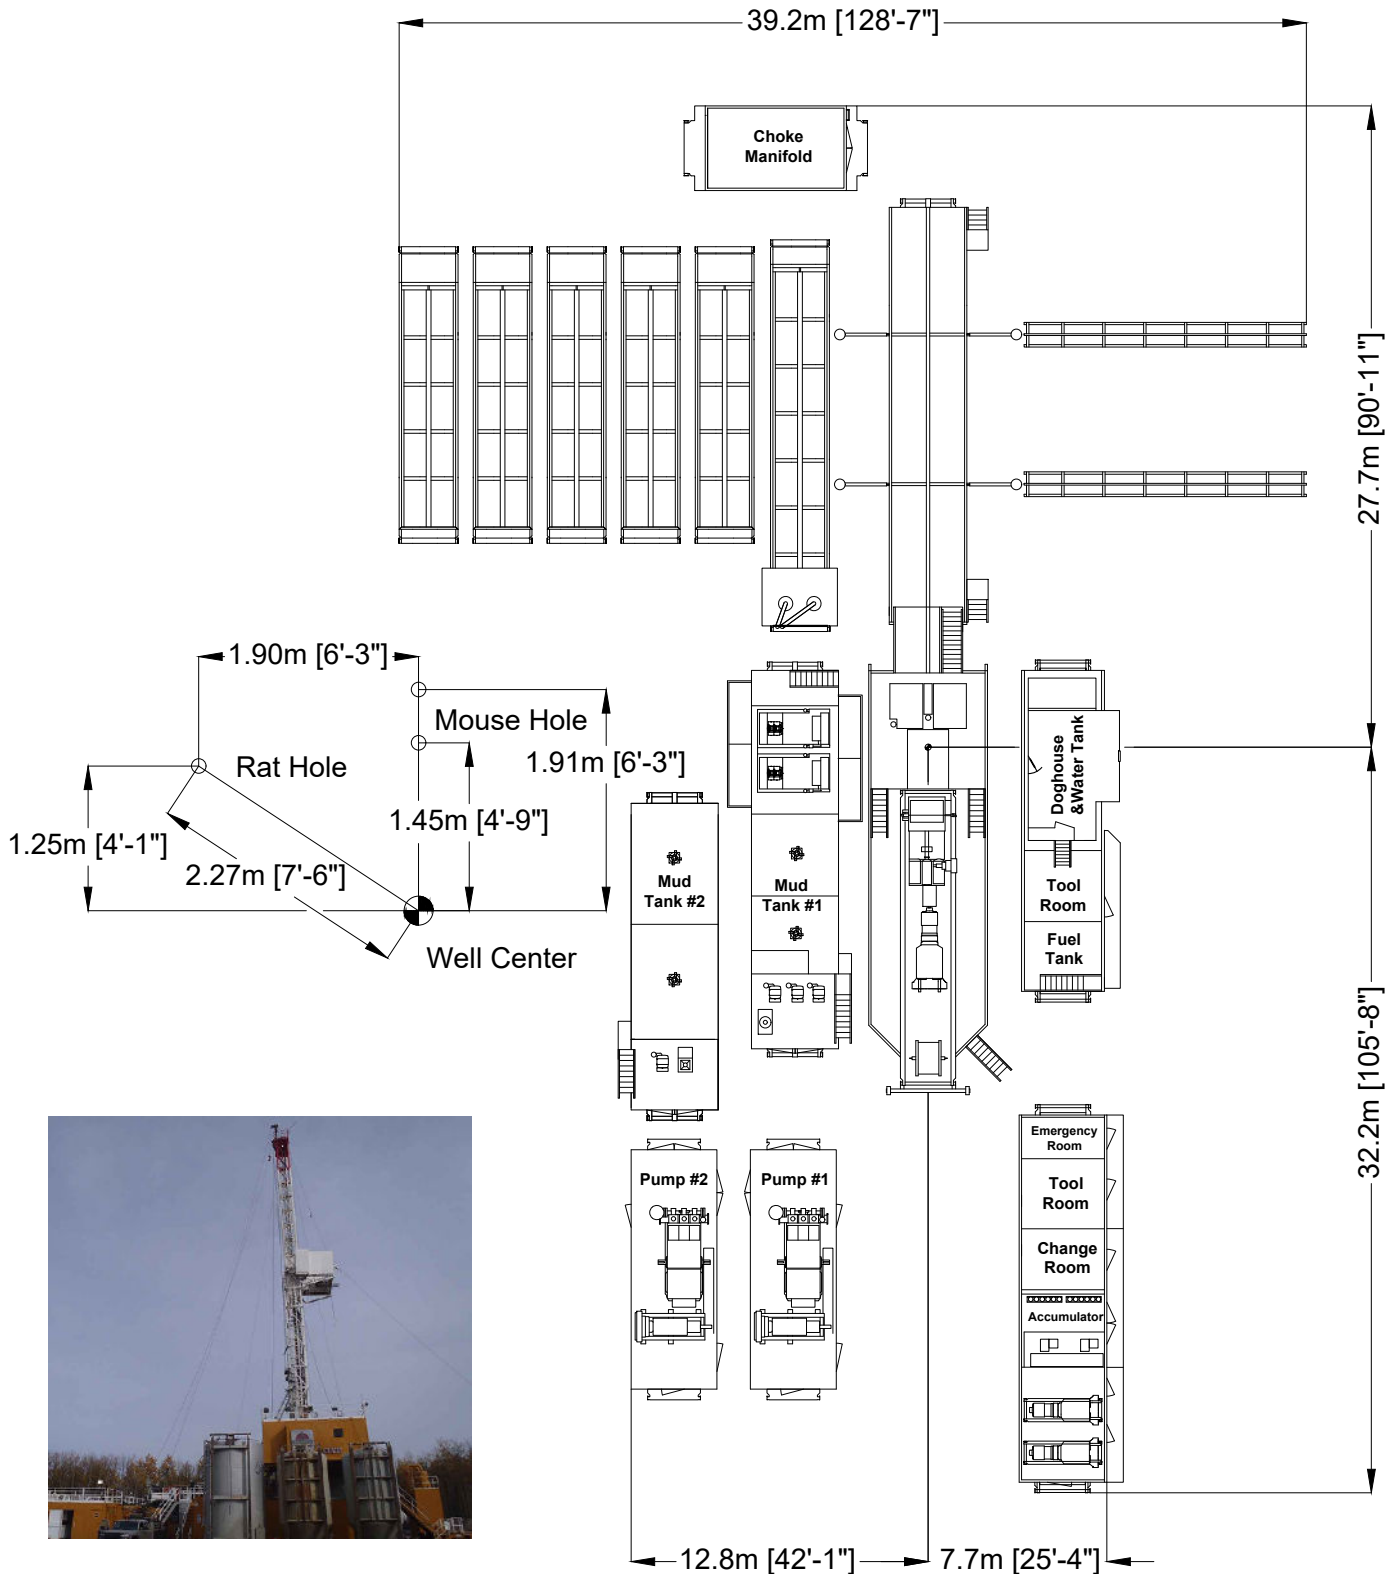 39.2m [128'-7"]
Choke
Manifold
27.7m [90'-11"]
1.90m [6'-3"]
Mouse Hole
Rat Hole
1.91m [6'-3"]
1.45m [4'-9"]
1.25m [4'-1"]
2.27m [7'-6"]
Well Center
Mud
Tank #2
Mud
Tank #1
Doghouse
&Water Tank
Tool
Room
Fuel
Tank
32.2m [105'-8"]
Emergency
Room
Tool
Room
Change
Room
Accumulator
Pump #2
Pump #1
12.8m [42'-1"]
7.7m [25'-4"]